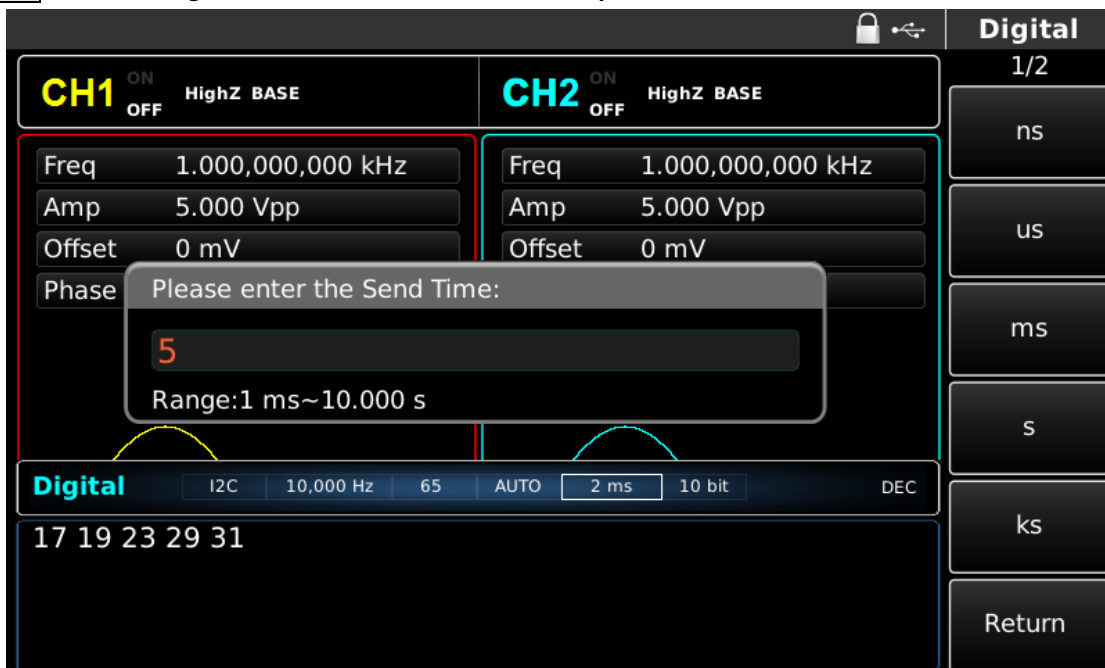 Digital
1/2
CH1 ON OFF HighZ BASE
CH2 ON OFF HighZ BASE
ns
Freq 1.000,000,000 kHz
Freq 1.000,000,000 kHz
Amp 5.000 Vpp
Amp 5.000 Vpp
us
Offset 0 mV
Offset 0 mV
Phase
Please enter the Send Time:
5
Range:1 ms~10.000 s
ms
s
Digital I2C 10,000 Hz 65 AUTO 2 ms 10 bit DEC
17 19 23 29 31
ks
Return